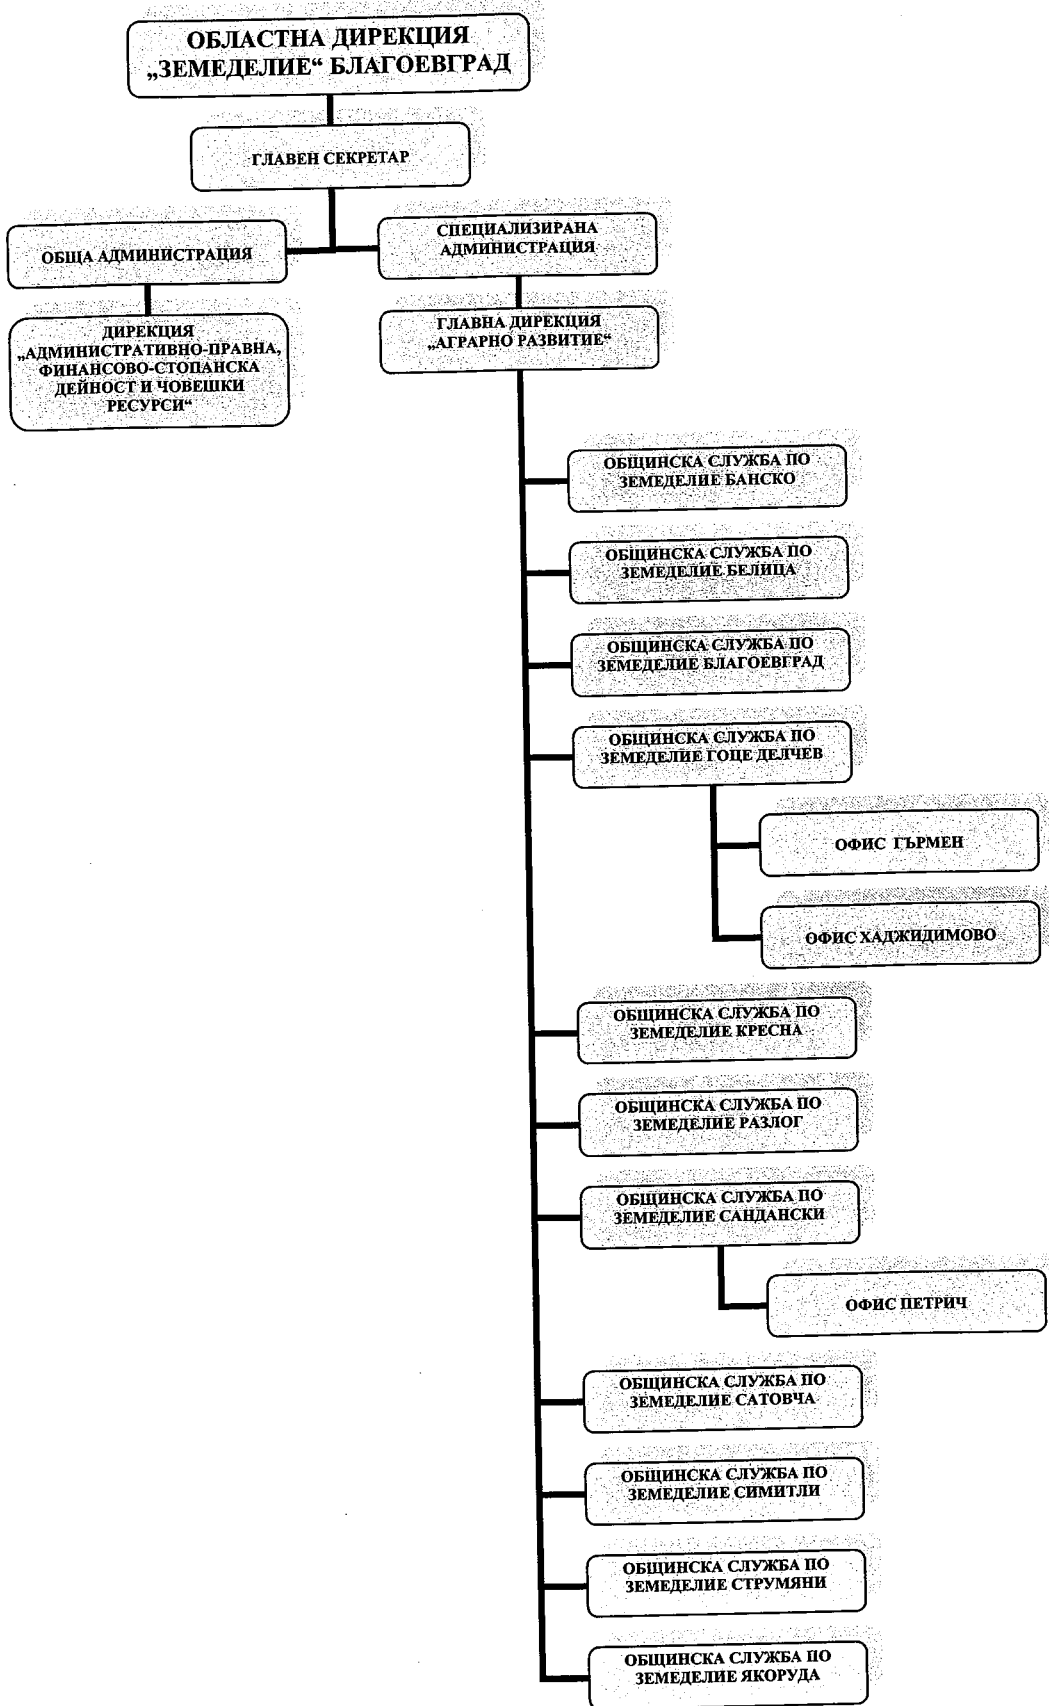 ОБЛАСТНА ДИРЕКЦИЯ
„ЗЕМЕДЕЛИЕ“ БЛАГОЕВГРАД
ГЛАВЕН СЕКРЕТАР
ОБЩА АДМИНИСТРАЦИЯ
СПЕЦИАЛИЗИРАНА
АДМИНИСТРАЦИЯ
ДИРЕКЦИЯ
„АДМИНИСТРАТИВНО-ПРАВНА,
ФИНАНСОВО-СТОПАНСКА
ДЕЙНОСТ И ЧОВЕШКИ
РЕСУРСИ“
ГЛАВНА ДИРЕКЦИЯ
„АГРАРНО РАЗВИТИЕ“
ОБЩИНСКА СЛУЖБА ПО
ЗЕМЕДЕЛИЕ БАНСКО
ОБЩИНСКА СЛУЖБА ПО
ЗЕМЕДЕЛИЕ БЕЛИЦА
ОБЩИНСКА СЛУЖБА ПО
ЗЕМЕДЕЛИЕ БЛАГОЕВГРАД
ОБЩИНСКА СЛУЖБА ПО
ЗЕМЕДЕЛИЕ ГОЦЕ ДЕЛЧЕВ
ОФИС ГЪРМЕН
ОФИС ХАДЖИДИМОВО
ОБЩИНСКА СЛУЖБА ПО
ЗЕМЕДЕЛИЕ КРЕСНА
ОБЩИНСКА СЛУЖБА ПО
ЗЕМЕДЕЛИЕ РАЗЛОГ
ОБЩИНСКА СЛУЖБА ПО
ЗЕМЕДЕЛИЕ САНДАНСКИ
ОФИС ПЕТРИЧ
ОБЩИНСКА СЛУЖБА ПО
ЗЕМЕДЕЛИЕ САТОВЧА
ОБЩИНСКА СЛУЖБА ПО
ЗЕМЕДЕЛИЕ СИМИТЛИ
ОБЩИНСКА СЛУЖБА ПО
ЗЕМЕДЕЛИЕ СТРУМЯНИ
ОБЩИНСКА СЛУЖБА ПО
ЗЕМЕДЕЛИЕ ЯКОРУДА